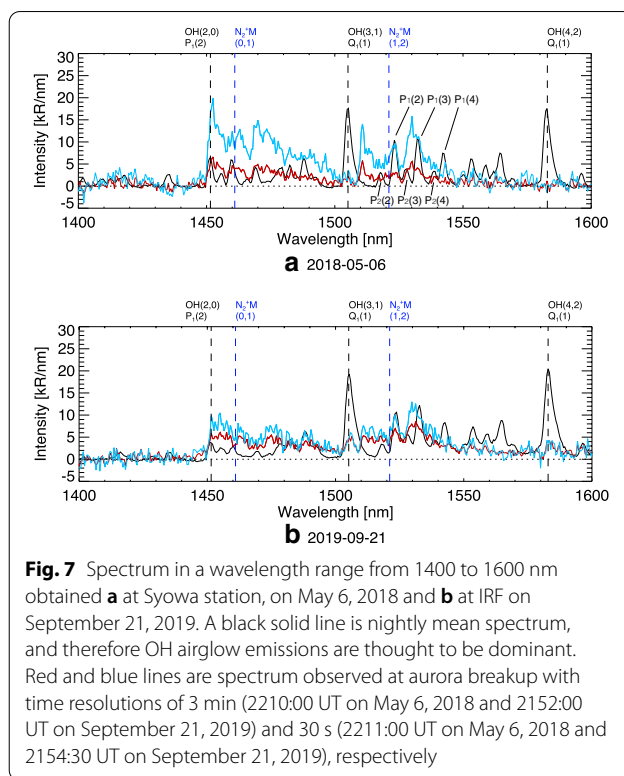 OH(2,0) N₂⁺M OH(3,1) N₂⁺M OH(4,2)
P₁(2) (0,1) Q₁(1) (1,2) Q₁(1)
30
25
20
15
10
5
0
-5
Intensity [kR/nm]
P₁(2) P₁(3) P₁(4)
P₂(2) P₂(3) P₂(4)
1400 1450 1500 1550 1600
Wavelength [nm]
a 2018-05-06
OH(2,0) N₂⁺M OH(3,1) N₂⁺M OH(4,2)
P₁(2) (0,1) Q₁(1) (1,2) Q₁(1)
30
25
20
15
10
5
0
-5
Intensity [kR/nm]
1400 1450 1500 1550 1600
Wavelength [nm]
b 2019-09-21
Fig. 7 Spectrum in a wavelength range from 1400 to 1600 nm
obtained a at Syowa station, on May 6, 2018 and b at IRF on
September 21, 2019. A black solid line is nightly mean spectrum,
and therefore OH airglow emissions are thought to be dominant.
Red and blue lines are spectrum observed at aurora breakup with
time resolutions of 3 min (2210:00 UT on May 6, 2018 and 2152:00
UT on September 21, 2019) and 30 s (2211:00 UT on May 6, 2018 and
2154:30 UT on September 21, 2019), respectively